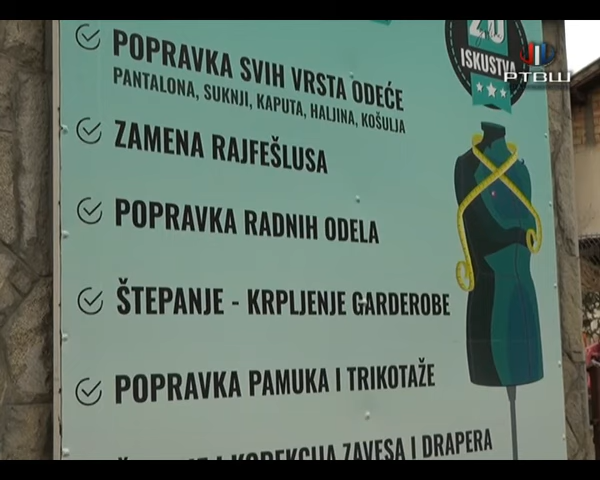 20
ISKUSTVA
РТВШ
POPRAVKA SVIH VRSTA ODEĆE
PANTALONA, SUKNJI, KAPUTA, HALJINA, KOŠULJA
ZAMENA RAJFEŠLUSA
POPRAVKA RADNIH ODELA
ŠTEPANJE - KRPLJENJE GARDEROBE
POPRAVKA PAMUKA I TRIKOTAŽE
I KOREKCIJA ZAVESA I DRAPERA